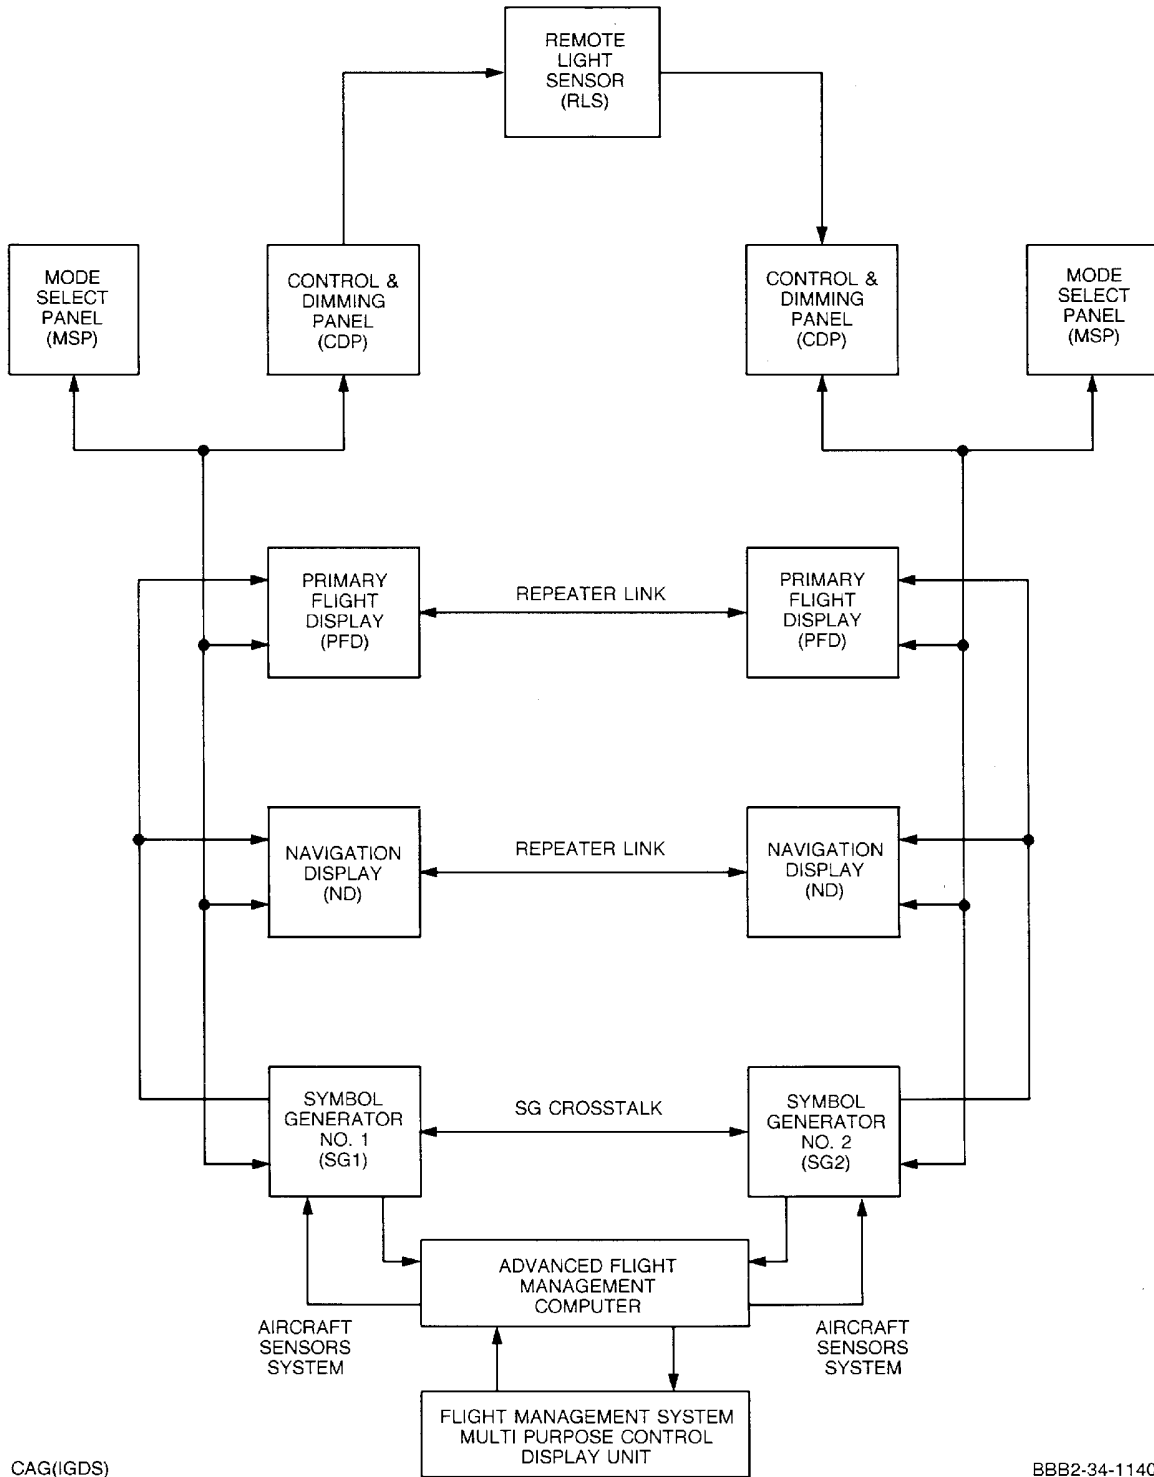 REMOTE
LIGHT
SENSOR
(RLS)
MODE
SELECT
PANEL
(MSP)
CONTROL &
DIMMING
PANEL
(CDP)
CONTROL &
DIMMING
PANEL
(CDP)
MODE
SELECT
PANEL
(MSP)
PRIMARY
FLIGHT
DISPLAY
(PFD)
REPEATER LINK
PRIMARY
FLIGHT
DISPLAY
(PFD)
NAVIGATION
DISPLAY
(ND)
REPEATER LINK
NAVIGATION
DISPLAY
(ND)
SYMBOL
GENERATOR
NO. 1
(SG1)
SG CROSSTALK
SYMBOL
GENERATOR
NO. 2
(SG2)
ADVANCED FLIGHT
MANAGEMENT
COMPUTER
AIRCRAFT
SENSORS
SYSTEM
AIRCRAFT
SENSORS
SYSTEM
FLIGHT MANAGEMENT SYSTEM
MULTI PURPOSE CONTROL
DISPLAY UNIT
CAG(IGDS)
BBB2-34-1140